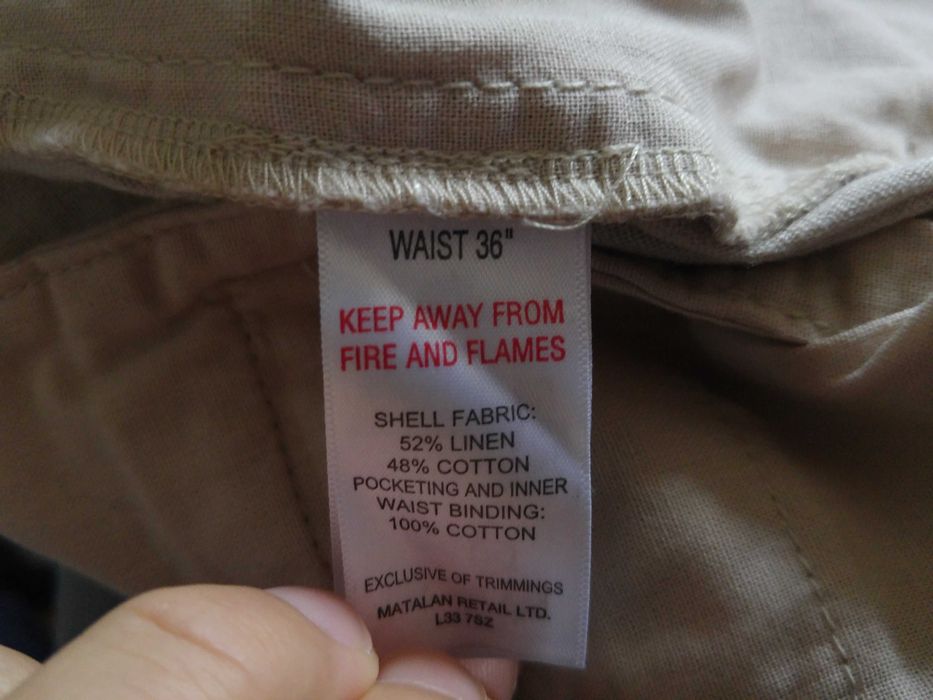 WAIST 36"
KEEP AWAY FROM
FIRE AND FLAMES
SHELL FABRIC:
52% LINEN
48% COTTON
POCKETING AND INNER
WAIST BINDING:
100% COTTON
EXCLUSIVE OF TRIMMINGS
MATALAN RETAIL LTD.
L33 7SZ